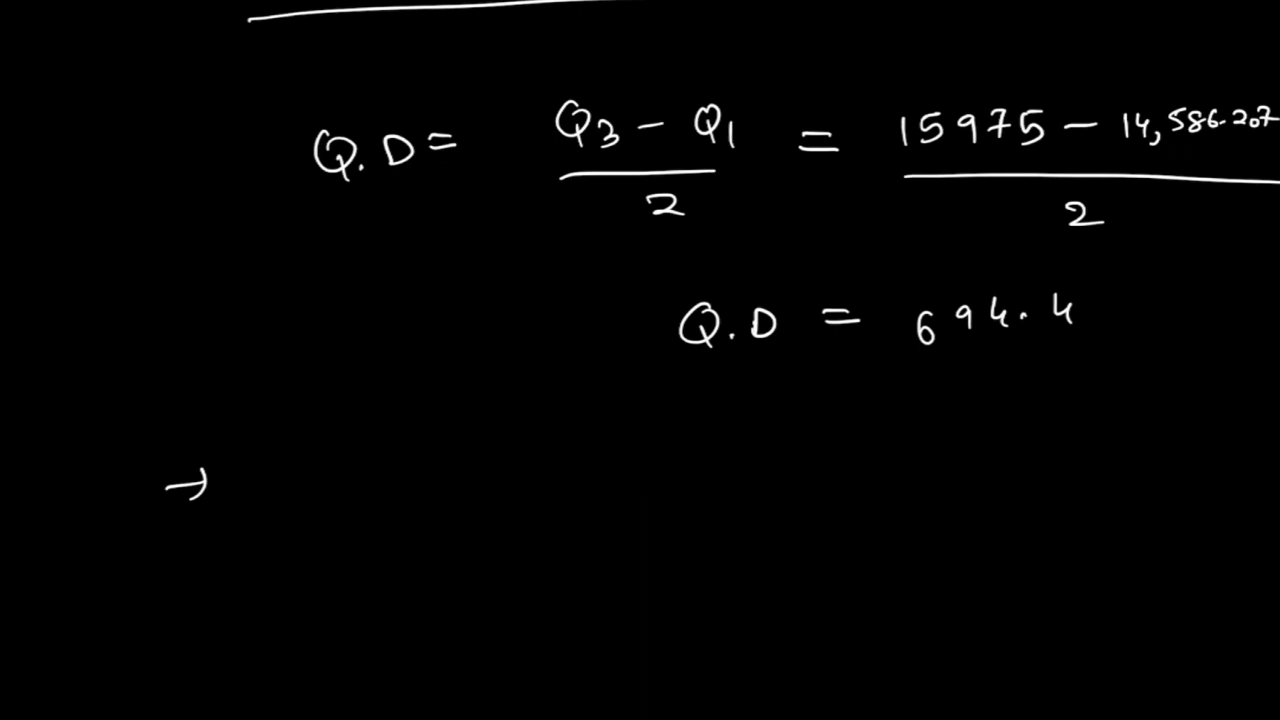 Q.D = Q3 - Q1 / 2 = 15975 - 14,586.207 / 2
Q.D = 694.4
→